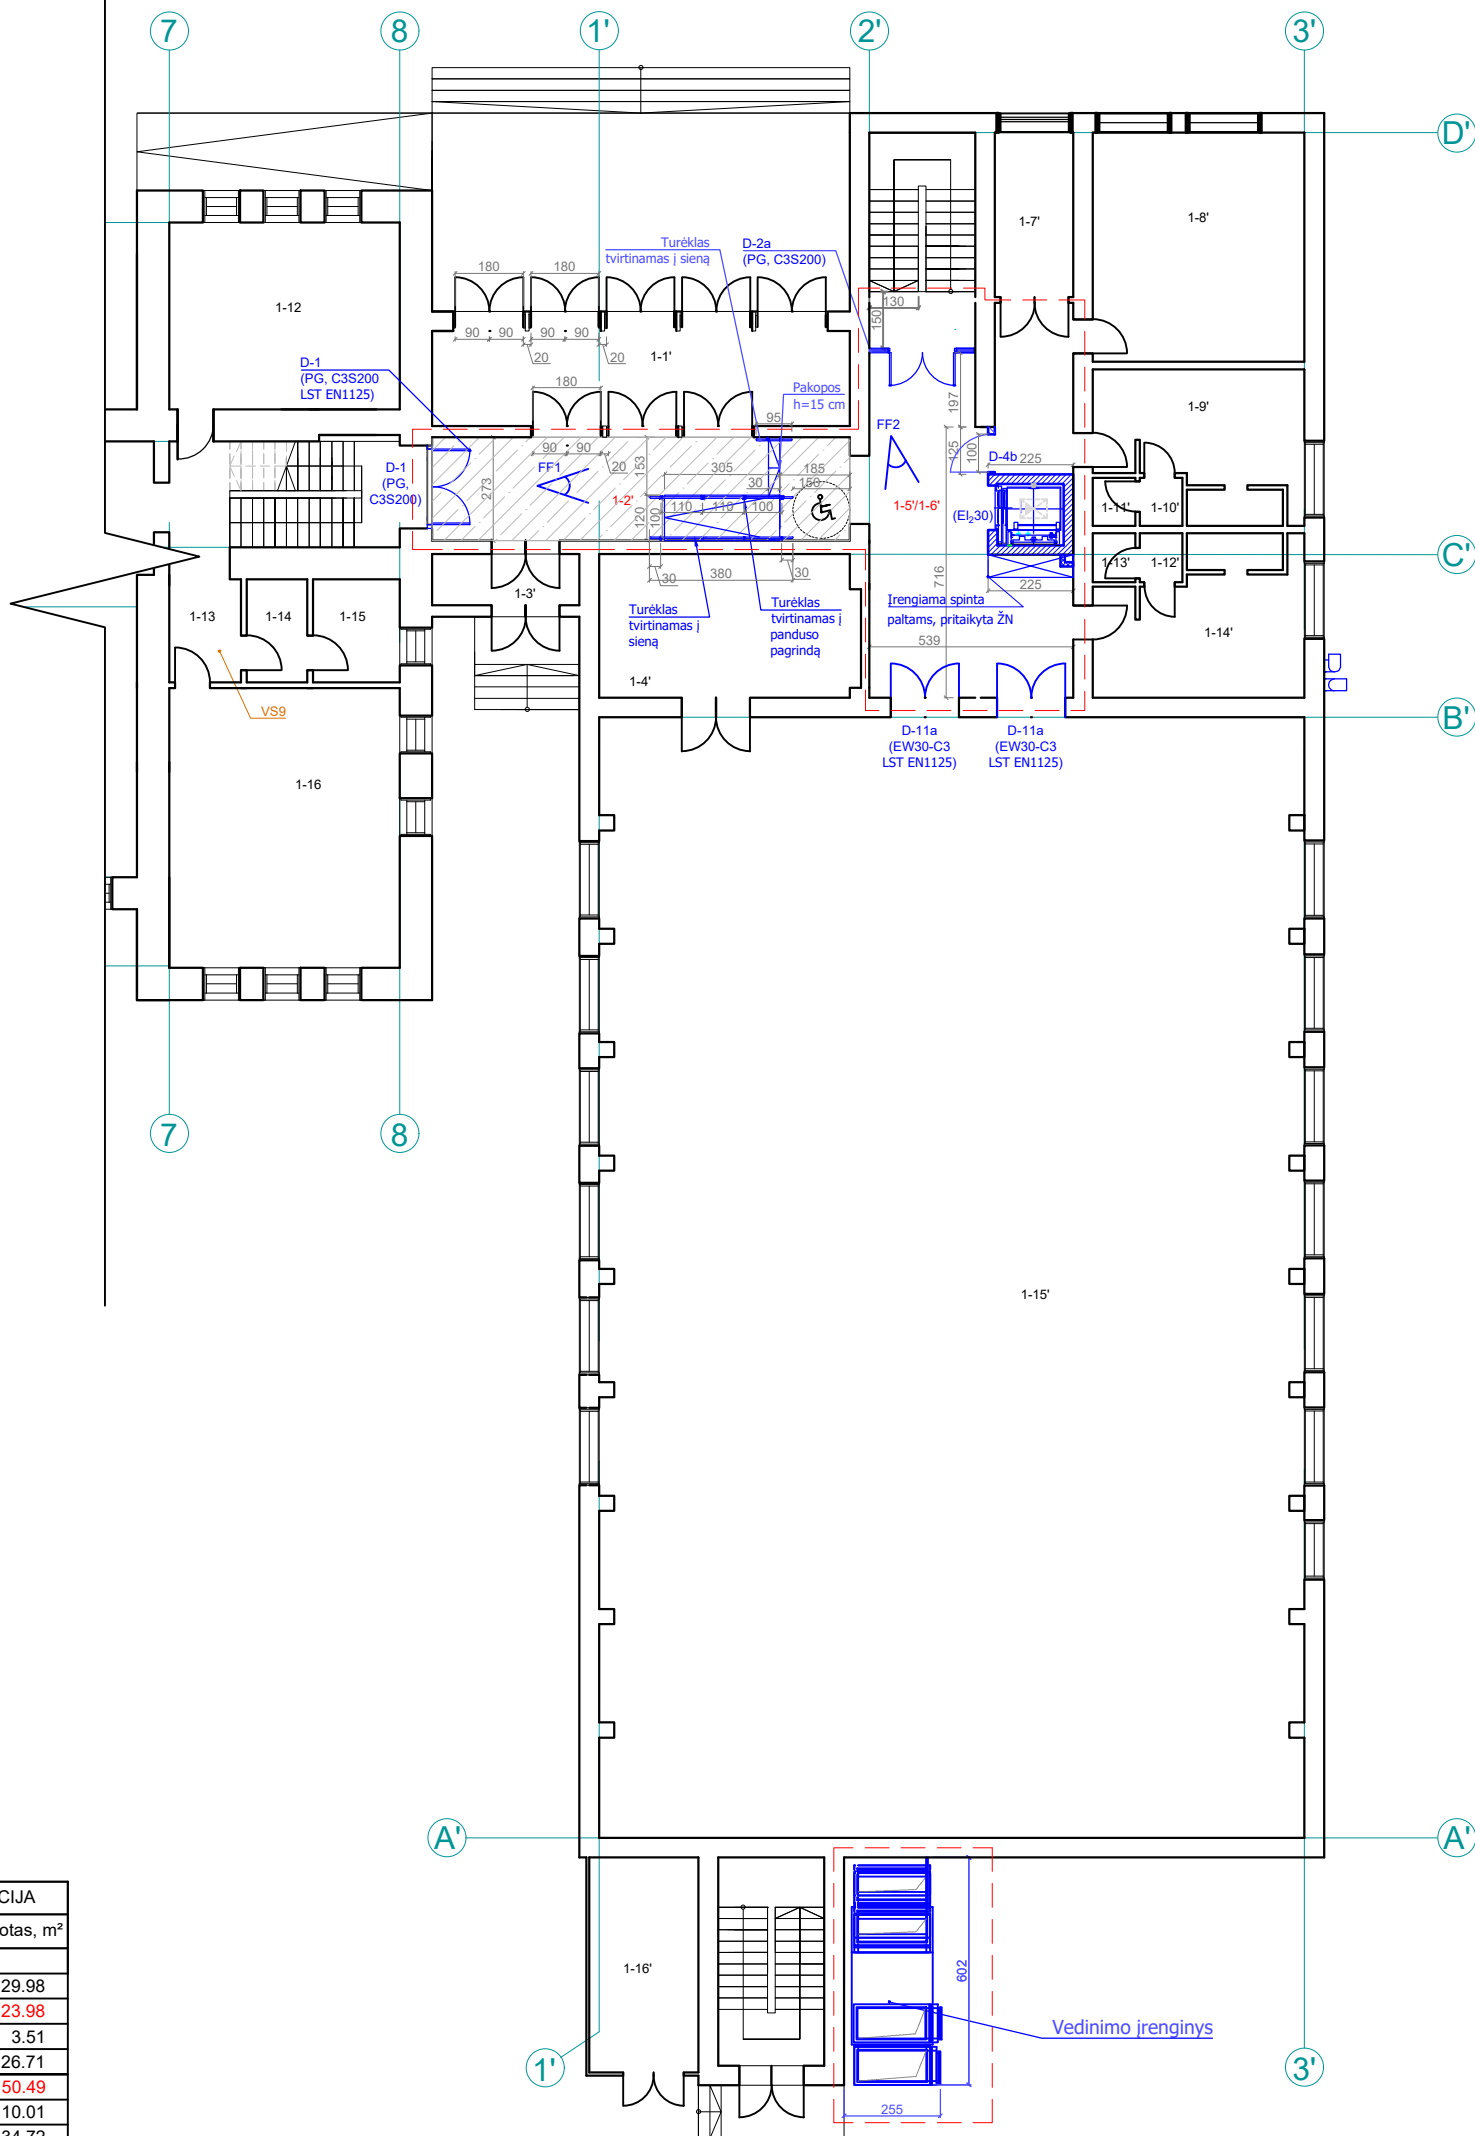 7
8
1'
2'
3'
D'
1-7'
1-8'
Turėklas
tvirtinamas į sieną
D-2a
(PG, C3S200)
180
180
130
150
1-12
90
90
90
90
20
20
1-1'
D-1
(PG, C3S200
LST EN1125)
180
Pakopos
h=15 cm
95
197
1-9'
FF2
D-1
(PG,
C3S200)
90
90
20
FF1
153
305
185
30
150
125
100
D-4b
225
273
1-2'
110
110
100
120
100
1-5'/1-6'
(EI₂30)
1-11'
1-10'
C'
30
380
30
716
1-13'
1-12'
225
1-3'
Turėklas
tvirtinamas į
sieną
Turėklas
tvirtinamas į
panduso
pagrindą
Irengiama spinta
paltams, pritaikyta ŽN
1-13
1-14
1-15
539
1-14'
1-4'
VS9
B'
D-11a
(EW30-C3
LST EN1125)
D-11a
(EW30-C3
LST EN1125)
1-16
7
8
1-15'
A'
A'
CIJA
otas, m²
29.98
23.98
3.51
26.71
50.49
10.01
34.72
1-16'
602
Vedinimo įrenginys
255
1'
3'